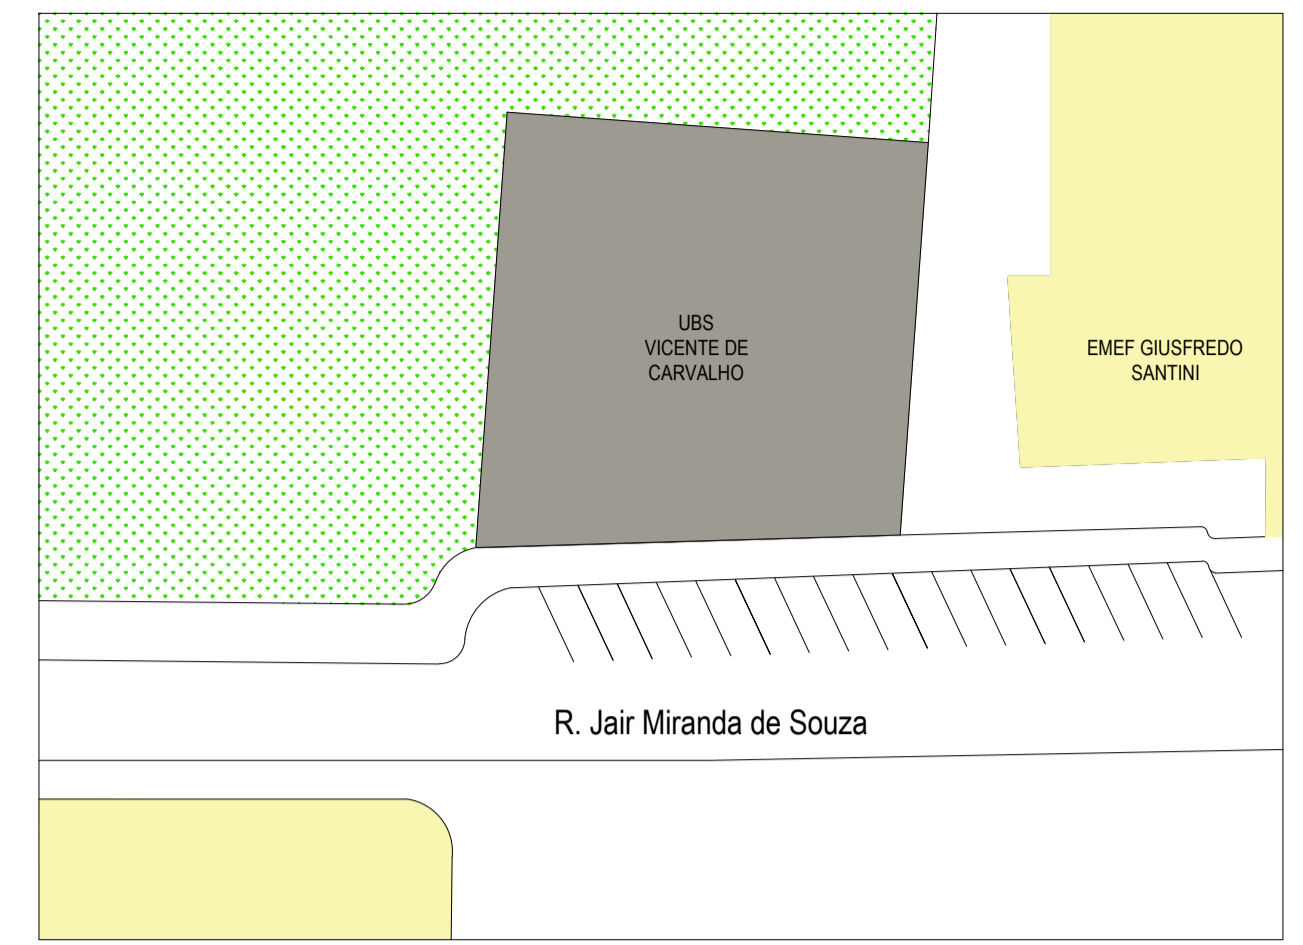 UBS
VICENTE DE
CARVALHO
EMEF GIUSFREDO
SANTINI
R. Jair Miranda de Souza